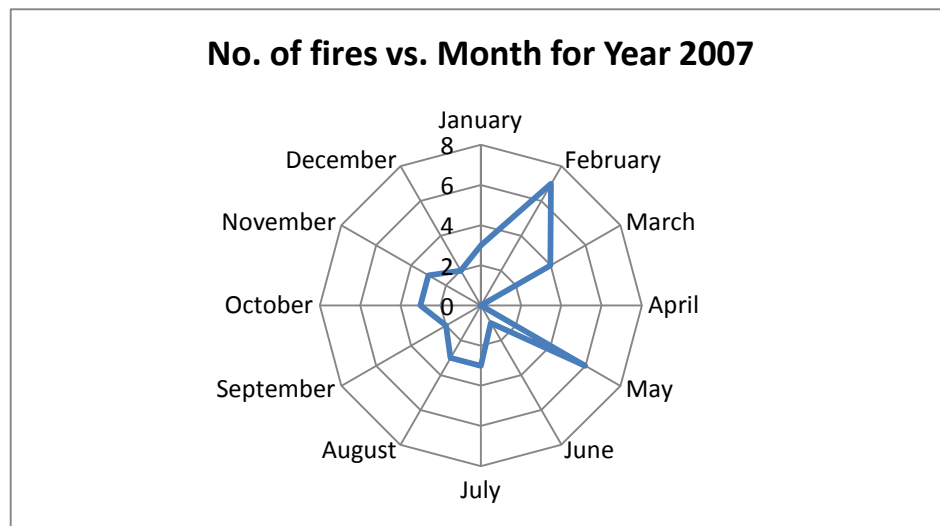 No. of fires vs. Month for Year 2007
January
February
March
April
May
June
July
August
September
October
November
December
8
6
4
2
0